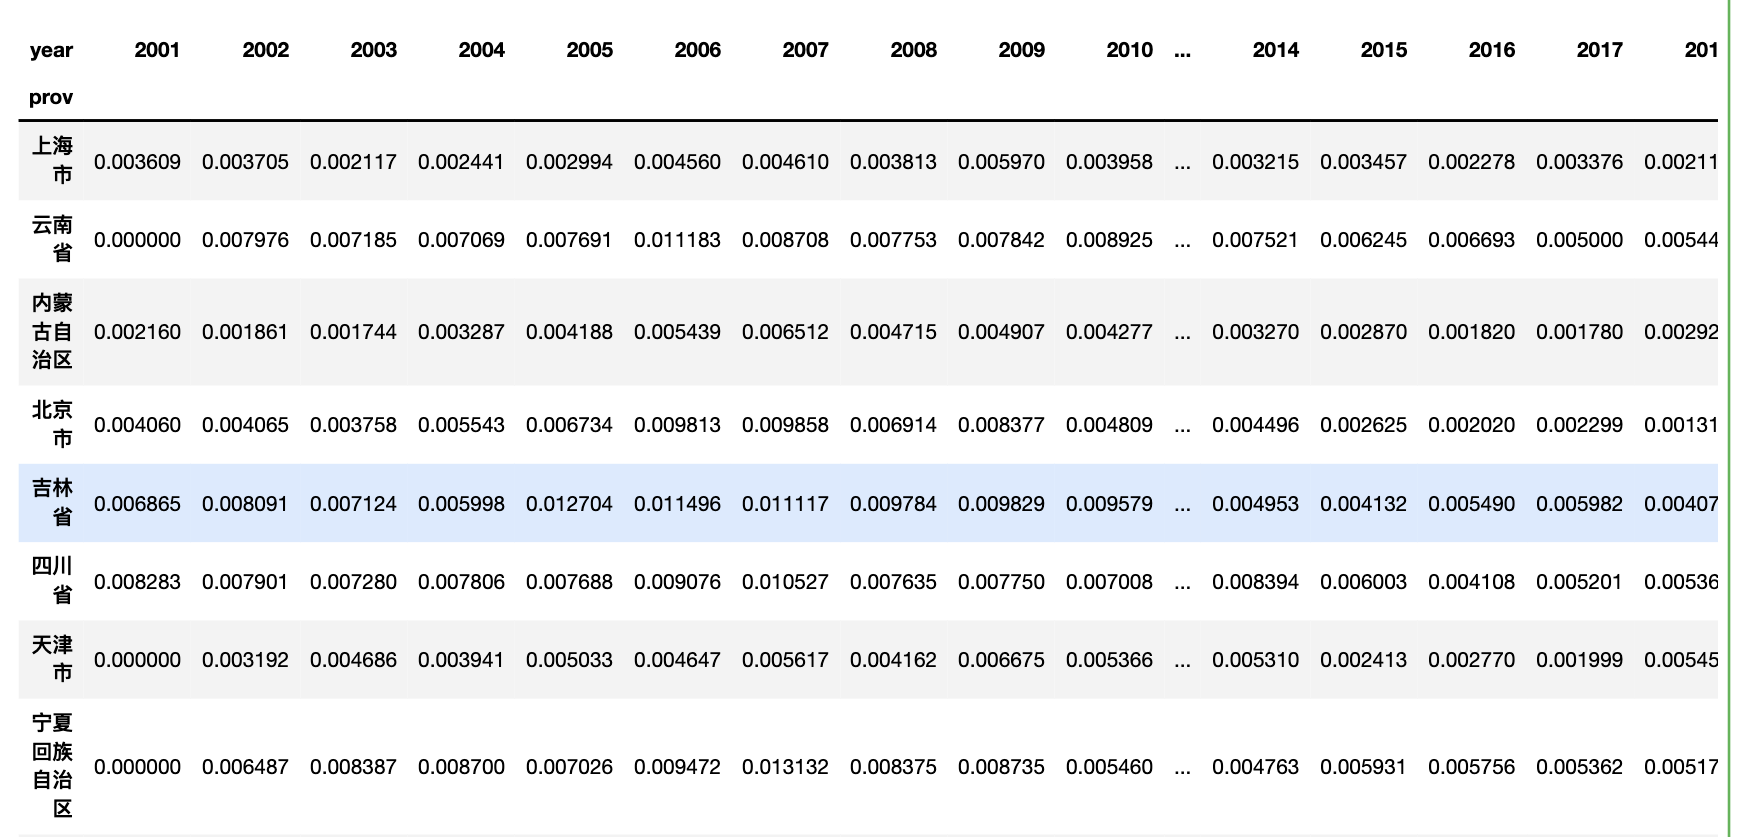 year 2001 2002 2003 2004 2005 2006 2007 2008 2009 2010 ... 2014 2015 2016 2017 201
prov
上海市 0.003609 0.003705 0.002117 0.002441 0.002994 0.004560 0.004610 0.003813 0.005970 0.003958 ... 0.003215 0.003457 0.002278 0.003376 0.00211
云南省 0.000000 0.007976 0.007185 0.007069 0.007691 0.011183 0.008708 0.007753 0.007842 0.008925 ... 0.007521 0.006245 0.006693 0.005000 0.00544
内蒙古自治区 0.002160 0.001861 0.001744 0.003287 0.004188 0.005439 0.006512 0.004715 0.004907 0.004277 ... 0.003270 0.002870 0.001820 0.001780 0.00292
北京市 0.004060 0.004065 0.003758 0.005543 0.006734 0.009813 0.009858 0.006914 0.008377 0.004809 ... 0.004496 0.002625 0.002020 0.002299 0.00131
吉林省 0.006865 0.008091 0.007124 0.005998 0.012704 0.011496 0.011117 0.009784 0.009829 0.009579 ... 0.004953 0.004132 0.005490 0.005982 0.00407
四川省 0.008283 0.007901 0.007280 0.007806 0.007688 0.009076 0.010527 0.007635 0.007750 0.007008 ... 0.008394 0.006003 0.004108 0.005201 0.00536
天津市 0.000000 0.003192 0.004686 0.003941 0.005033 0.004647 0.005617 0.004162 0.006675 0.005366 ... 0.005310 0.002413 0.002770 0.001999 0.00545
宁夏回族自治区 0.000000 0.006487 0.008387 0.008700 0.007026 0.009472 0.013132 0.008375 0.008735 0.005460 ... 0.004763 0.005931 0.005756 0.005362 0.00517